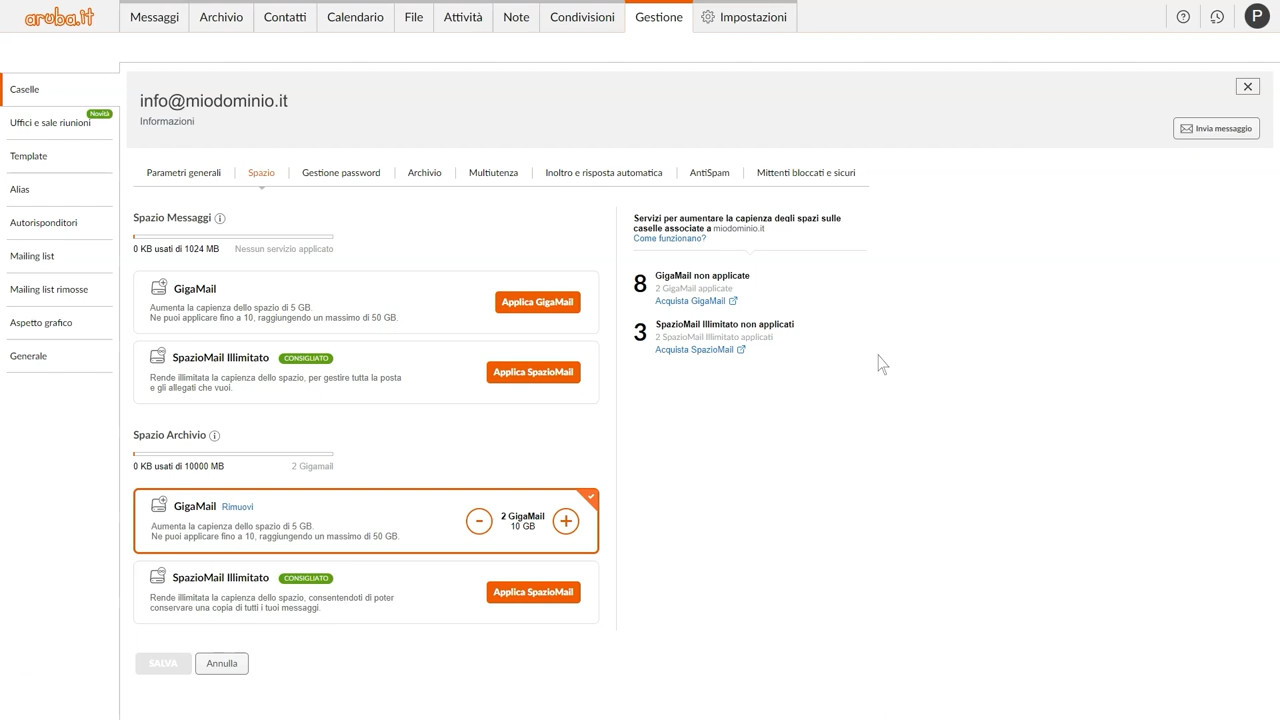 aruba.it
Messaggi
Archivio
Contatti
Calendario
File
Attività
Note
Condivisioni
Gestione
Impostazioni
P
Caselle
Novità
Uffici e sale riunioni
Template
Alias
Autorisponditori
Mailing list
Mailing list rimosse
Aspetto grafico
Generale
info@miodominio.it
Informazioni
Invia messaggio
Parametri generali
Spazio
Gestione password
Archivio
Multiutenza
Inoltro e risposta automatica
AntiSpam
Mittenti bloccati e sicuri
Spazio Messaggi
0 KB usati di 1024 MB
Nessun servizio applicato
GigaMail
Aumenta la capienza dello spazio di 5 GB.
Ne puoi applicare fino a 10, raggiungendo un massimo di 50 GB.
Applica GigaMail
SpazioMail Illimitato
CONSIGLIATO
Rende illimitata la capienza dello spazio, per gestire tutta la posta
e gli allegati che vuoi.
Applica SpazioMail
Spazio Archivio
0 KB usati di 10000 MB
2 Gigamail
GigaMail Rimuovi
Aumenta la capienza dello spazio di 5 GB.
Ne puoi applicare fino a 10, raggiungendo un massimo di 50 GB.
-
2 GigaMail
10 GB
+
SpazioMail Illimitato
CONSIGLIATO
Rende illimitata la capienza dello spazio, consentendoti di poter
conservare una copia di tutti i tuoi messaggi.
Applica SpazioMail
SALVA
Annulla
Servizi per aumentare la capienza degli spazi sulle
caselle associate a miodominio.it
Come funzionano?
8
GigaMail non applicate
2 GigaMail applicate
Acquista GigaMail
3
SpazioMail Illimitato non applicati
2 SpazioMail Illimitato applicati
Acquista SpazioMail